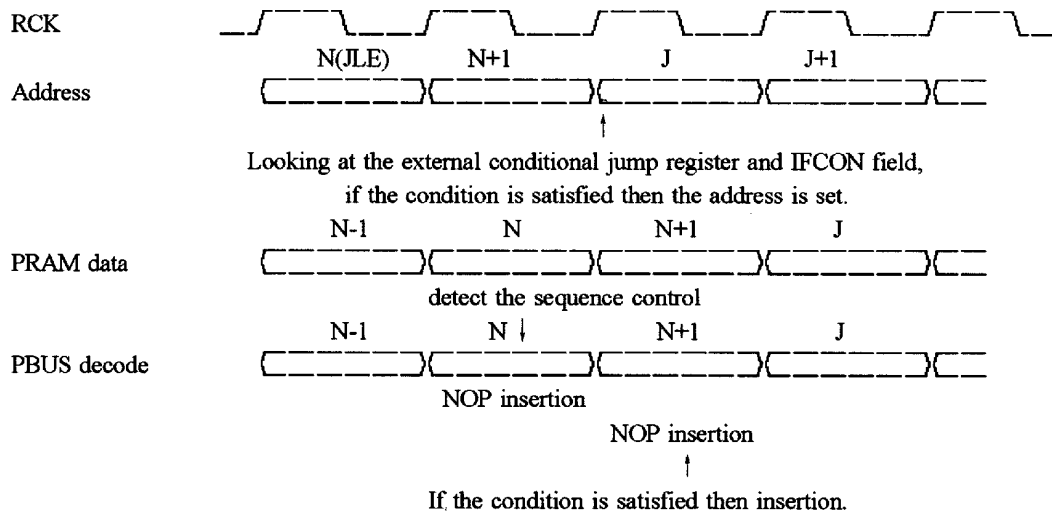 RCK
N(JLE) N+1 J J+1
Address
Looking at the external conditional jump register and IFCON field,
if the condition is satisfied then the address is set.
N-1 N N+1 J
PRAM data
detect the sequence control
N-1 N N+1 J
PBUS decode
NOP insertion
NOP insertion
If the condition is satisfied then insertion.